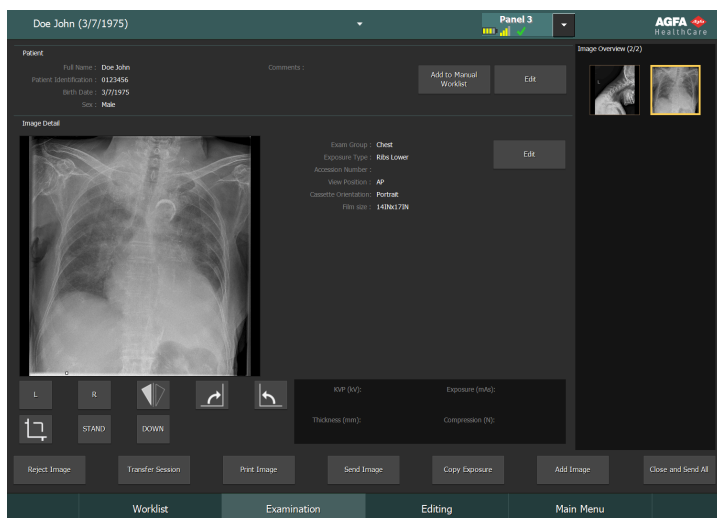 Doe John (3/7/1975)
Panel 3
AGFA
HealthCare
Patient
Full Name : Doe John
Patient Identification : 0123456
Birth Date : 3/7/1975
Sex : Male
Comments :
Add to Manual
Worklist
Edit
Image Overview (2/2)
Image Detail
Exam Group : Chest
Exposure Type : Ribs Lower
Accession Number :
View Position : AP
Cassette Orientation: Portrait
Film size : 14INx17IN
Edit
L
R
STAND
DOWN
KVP (kV):
Exposure (mAs):
Thickness (mm):
Compression (N):
Reject Image
Transfer Session
Print Image
Send Image
Copy Exposure
Add Image
Close and Send All
Worklist
Examination
Editing
Main Menu